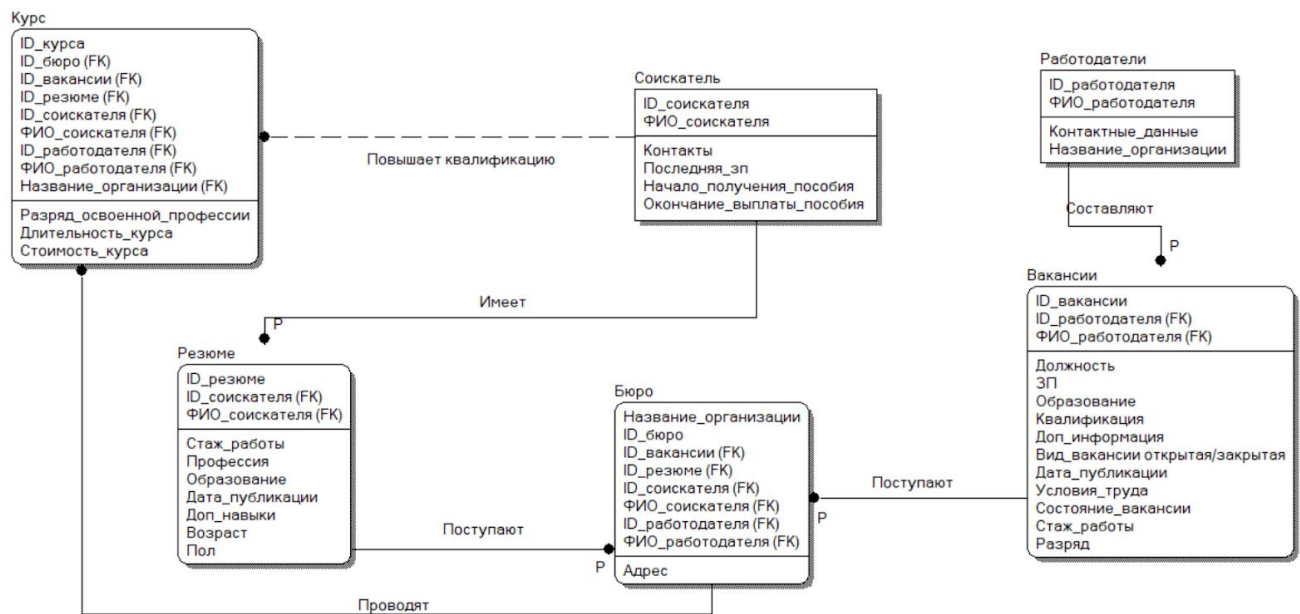 Курс
ID_курса
ID_бюро (FK)
ID_вакансии (FK)
ID_резюме (FK)
ID_соискателя (FK)
ФИО_соискателя (FK)
ID_работодателя (FK)
ФИО_работодателя (FK)
Название_организации (FK)
Разряд_освоенной_профессии
Длительность_курса
Стоимость_курса
Повышает квалификацию
Соискатель
ID_соискателя
ФИО_соискателя
Контакты
Последняя_зп
Начало_получения_пособия
Окончание_выплаты_пособия
Работодатели
ID_работодателя
ФИО_работодателя
Контактные_данные
Название_организации
Составляют
P
Имеет
P
Резюме
ID_резюме
ID_соискателя (FK)
ФИО_соискателя (FK)
Стаж_работы
Профессия
Образование
Дата_публикации
Доп_навыки
Возраст
Пол
Поступают
P
Бюро
Название_организации
ID_бюро
ID_вакансии (FK)
ID_резюме (FK)
ID_соискателя (FK)
ФИО_соискателя (FK)
ID_работодателя (FK)
ФИО_работодателя (FK)
Адрес
Поступают
P
Вакансии
ID_вакансии
ID_работодателя (FK)
ФИО_работодателя (FK)
Должность
ЗП
Образование
Квалификация
Доп_информация
Вид_вакансии открытая/закрытая
Дата_публикации
Условия_труда
Состояние_вакансии
Стаж_работы
Разряд
Проводят